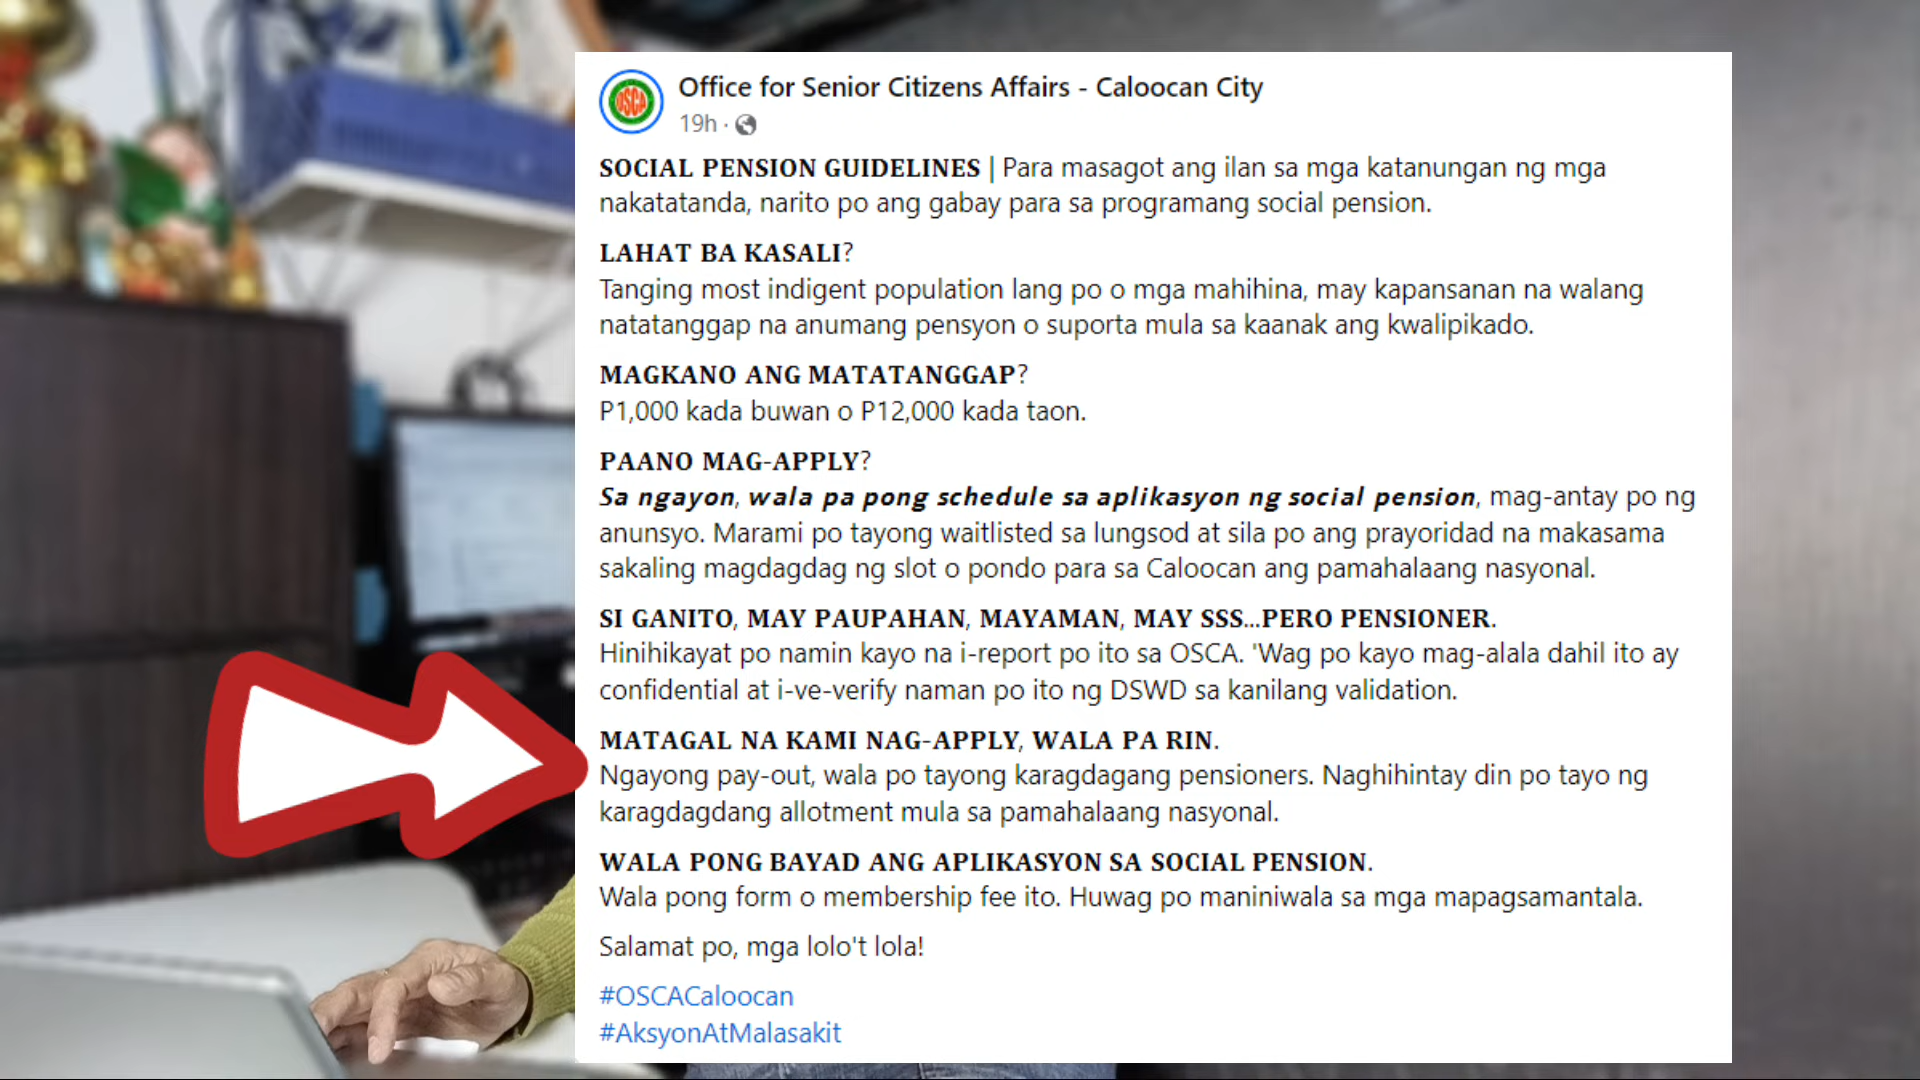 OSCA
Office for Senior Citizens Affairs - Caloocan City
19h ·
SOCIAL PENSION GUIDELINES | Para masagot ang ilan sa mga katanungan ng mga
nakatatanda, narito po ang gabay para sa programang social pension.
LAHAT BA KASALI?
Tanging most indigent population lang po o mga mahihina, may kapansanan na walang
natatanggap na anumang pensyon o suporta mula sa kaanak ang kwalipikado.
MAGKANO ANG MATATANGGAP?
P1,000 kada buwan o P12,000 kada taon.
PAANO MAG-APPLY?
Sa ngayon, wala pa pong schedule sa aplikasyon ng social pension, mag-antay po ng
anunsyo. Marami po tayong waitlisted sa lungsod at sila po ang prayoridad na makasama
sakaling magdagdag ng slot o pondo para sa Caloocan ang pamahalaang nasyonal.
SI GANITO, MAY PAUPAHAN, MAYAMAN, MAY SSS...PERO PENSIONER.
Hinihikayat po namin kayo na i-report po ito sa OSCA. 'Wag po kayo mag-alala dahil ito ay
confidential at i-ve-verify naman po ito ng DSWD sa kanilang validation.
MATAGAL NA KAMI NAG-APPLY, WALA PA RIN.
Ngayong pay-out, wala po tayong karagdagang pensioners. Naghihintay din po tayo ng
karagdagdang allotment mula sa pamahalaang nasyonal.
WALA PONG BAYAD ANG APLIKASYON SA SOCIAL PENSION.
Wala pong form o membership fee ito. Huwag po maniniwala sa mga mapagsamantala.
Salamat po, mga lolo't lola!
#OSCACaloocan
#AksyonAtMalasakit